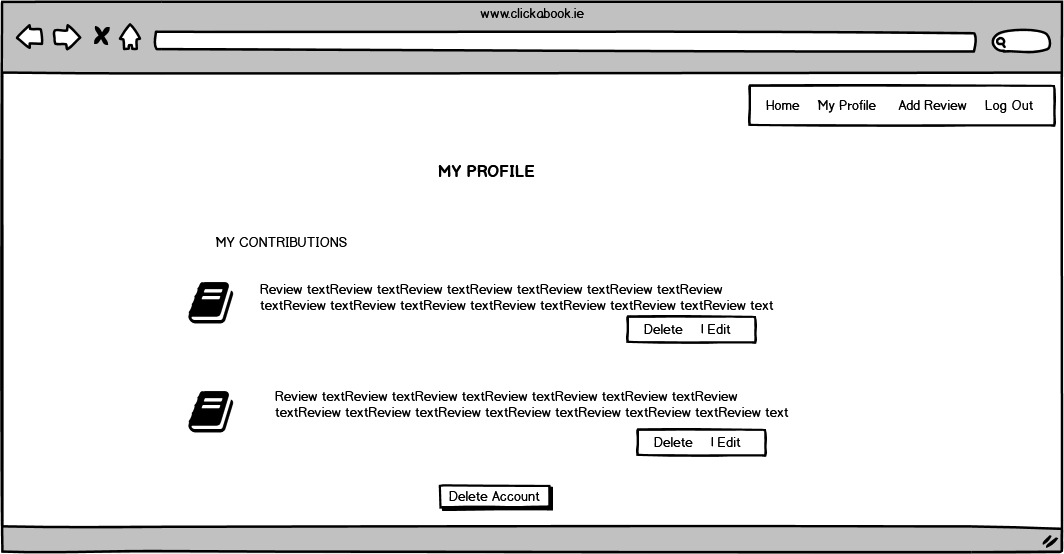 www.clickabook.ie
Home My Profile Add Review Log Out
MY PROFILE
MY CONTRIBUTIONS
Review textReview textReview textReview textReview textReview textReview
textReview textReview textReview textReview textReview textReview textReview text
Delete | Edit
Review textReview textReview textReview textReview textReview textReview
textReview textReview textReview textReview textReview textReview textReview text
Delete | Edit
Delete Account